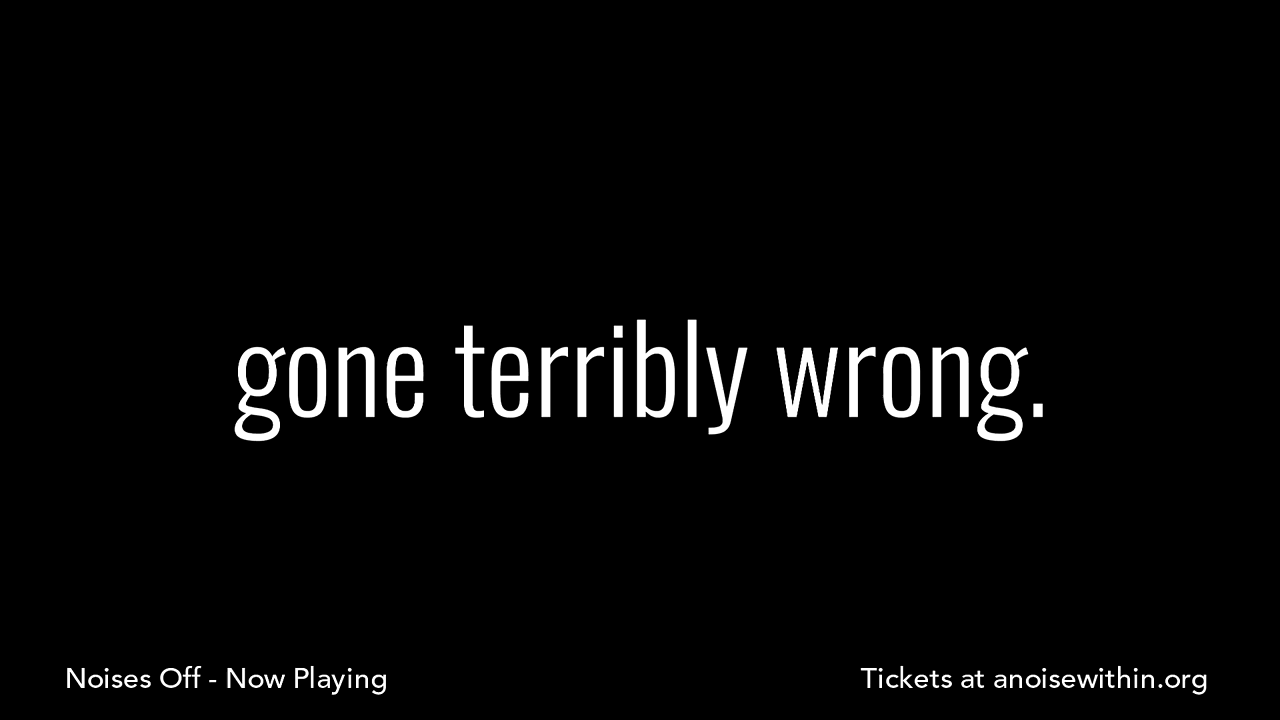 gone terribly wrong.
Noises Off - Now Playing
Tickets at anoisewithin.org